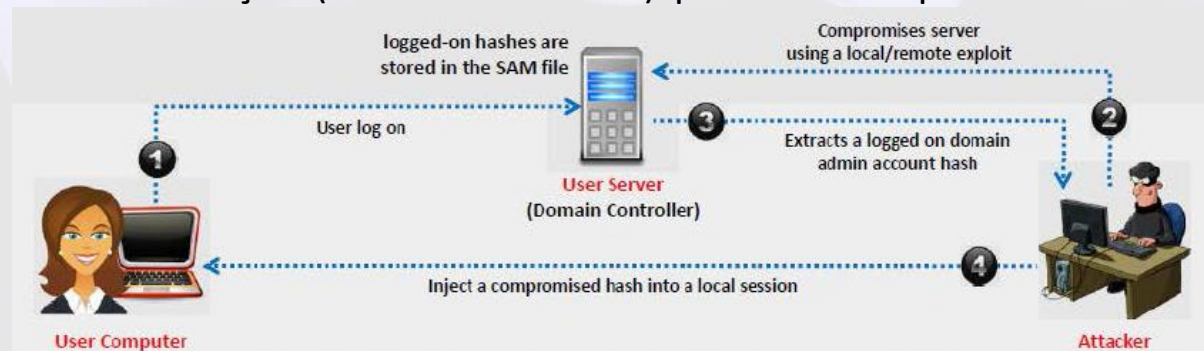 logged-on hashes are
stored in the SAM file
Compromises server
using a local/remote exploit
User log on
1
2
3
Extracts a logged on domain
admin account hash
User Server
(Domain Controller)
4
Inject a compromised hash into a local session
User Computer
Attacker